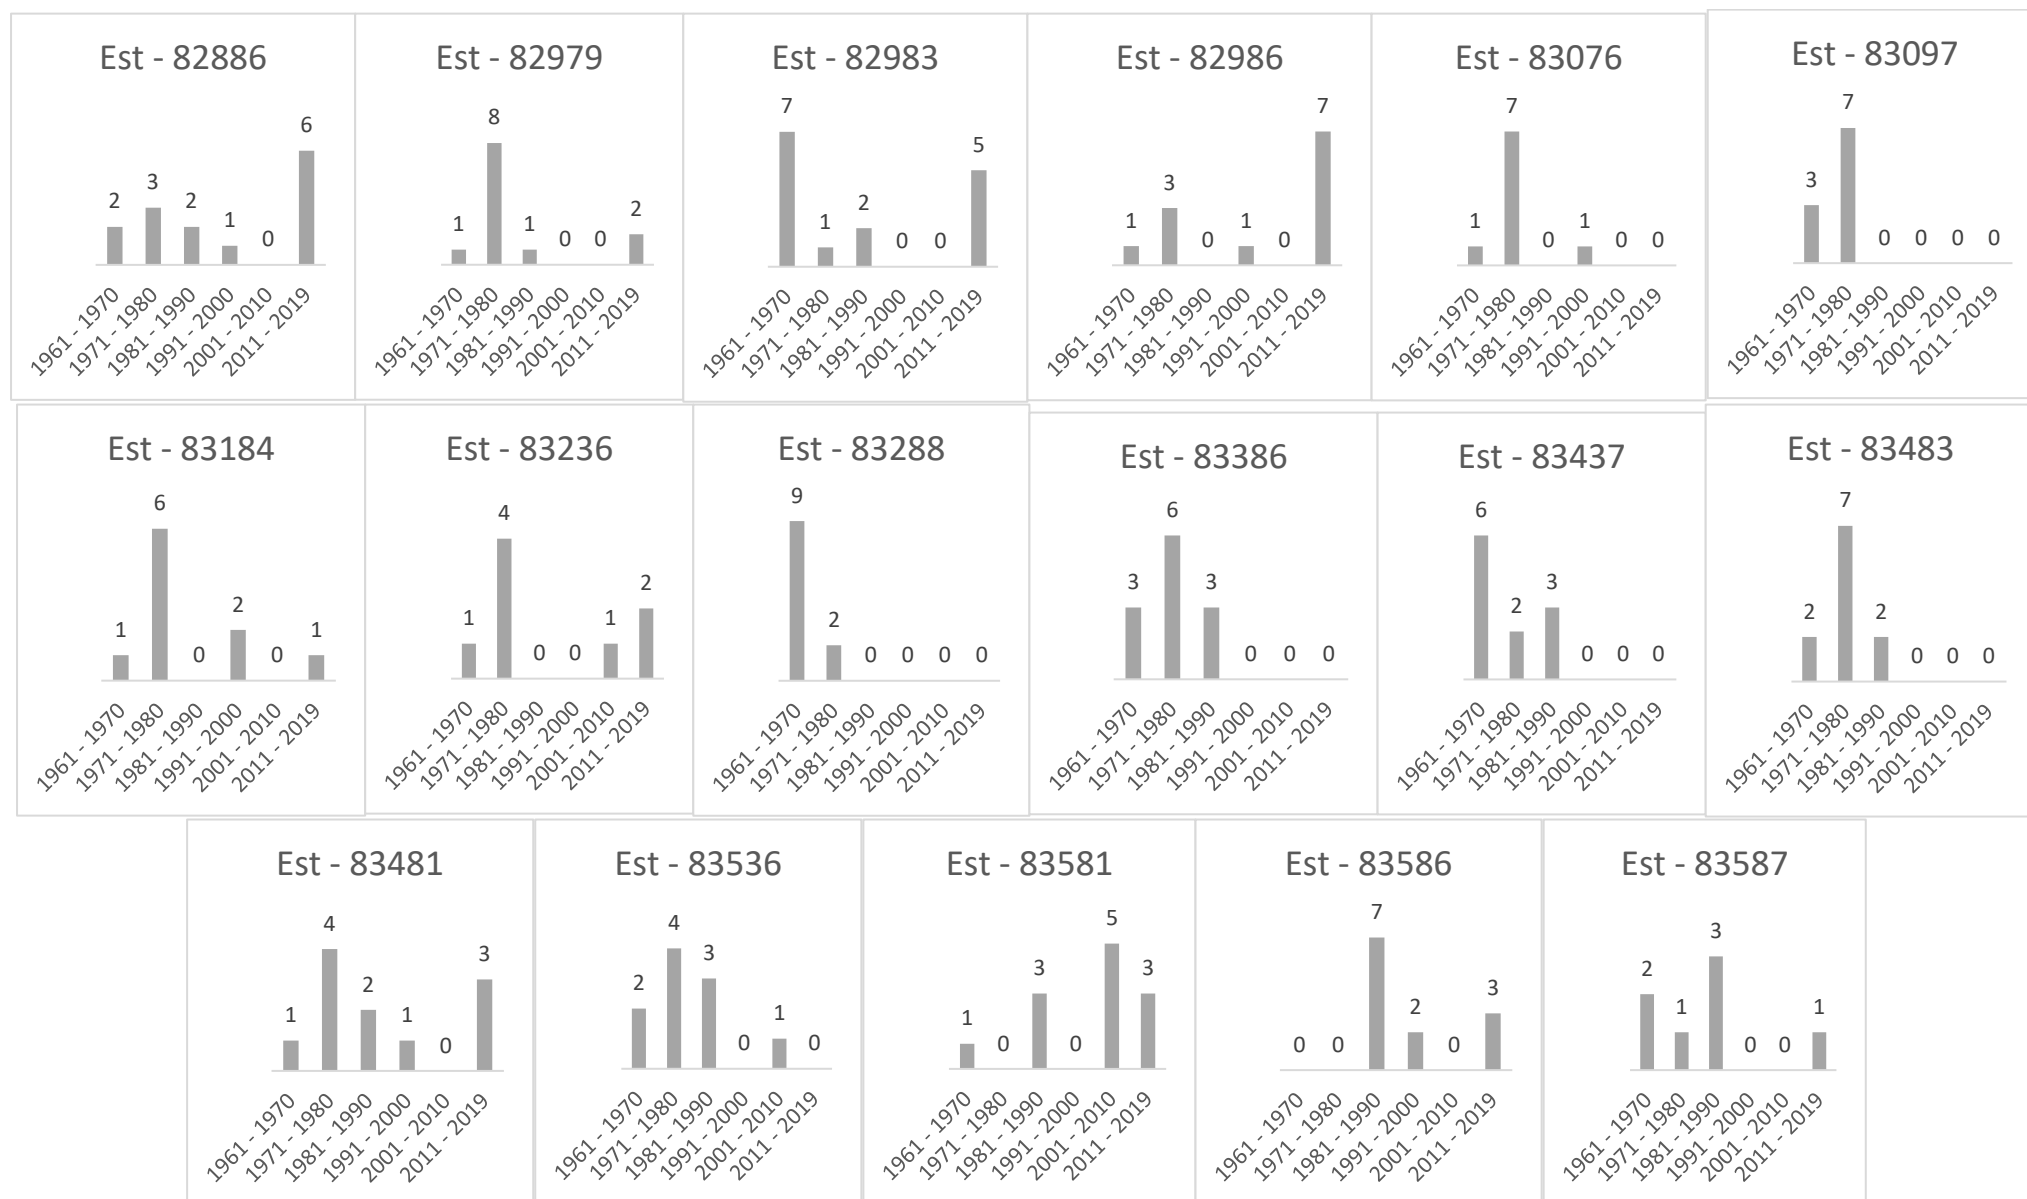 Est - 82886
2
3
2
1
0
6
1961 - 1970
1971 - 1980
1981 - 1990
1991 - 2000
2001 - 2010
2011 - 2019
Est - 82979
1
8
1
0
0
2
1961 - 1970
1971 - 1980
1981 - 1990
1991 - 2000
2001 - 2010
2011 - 2019
Est - 82983
7
1
2
0
0
5
1961 - 1970
1971 - 1980
1981 - 1990
1991 - 2000
2001 - 2010
2011 - 2019
Est - 82986
1
3
0
1
0
7
1961 - 1970
1971 - 1980
1981 - 1990
1991 - 2000
2001 - 2010
2011 - 2019
Est - 83076
1
7
0
1
0
0
1961 - 1970
1971 - 1980
1981 - 1990
1991 - 2000
2001 - 2010
2011 - 2019
Est - 83097
3
7
0
0
0
0
1961 - 1970
1971 - 1980
1981 - 1990
1991 - 2000
2001 - 2010
2011 - 2019
Est - 83184
1
6
0
2
0
1
1961 - 1970
1971 - 1980
1981 - 1990
1991 - 2000
2001 - 2010
2011 - 2019
Est - 83236
1
4
0
0
1
2
1961 - 1970
1971 - 1980
1981 - 1990
1991 - 2000
2001 - 2010
2011 - 2019
Est - 83288
9
2
0
0
0
0
1961 - 1970
1971 - 1980
1981 - 1990
1991 - 2000
2001 - 2010
2011 - 2019
Est - 83386
3
6
3
0
0
0
1961 - 1970
1971 - 1980
1981 - 1990
1991 - 2000
2001 - 2010
2011 - 2019
Est - 83437
6
2
3
0
0
0
1961 - 1970
1971 - 1980
1981 - 1990
1991 - 2000
2001 - 2010
2011 - 2019
Est - 83483
2
7
2
0
0
0
1961 - 1970
1971 - 1980
1981 - 1990
1991 - 2000
2001 - 2010
2011 - 2019
Est - 83481
1
4
2
1
0
3
1961 - 1970
1971 - 1980
1981 - 1990
1991 - 2000
2001 - 2010
2011 - 2019
Est - 83536
2
4
3
0
1
0
1961 - 1970
1971 - 1980
1981 - 1990
1991 - 2000
2001 - 2010
2011 - 2019
Est - 83581
1
0
3
0
5
3
1961 - 1970
1971 - 1980
1981 - 1990
1991 - 2000
2001 - 2010
2011 - 2019
Est - 83586
0
0
7
2
0
3
1961 - 1970
1971 - 1980
1981 - 1990
1991 - 2000
2001 - 2010
2011 - 2019
Est - 83587
2
1
3
0
0
1
1961 - 1970
1971 - 1980
1981 - 1990
1991 - 2000
2001 - 2010
2011 - 2019